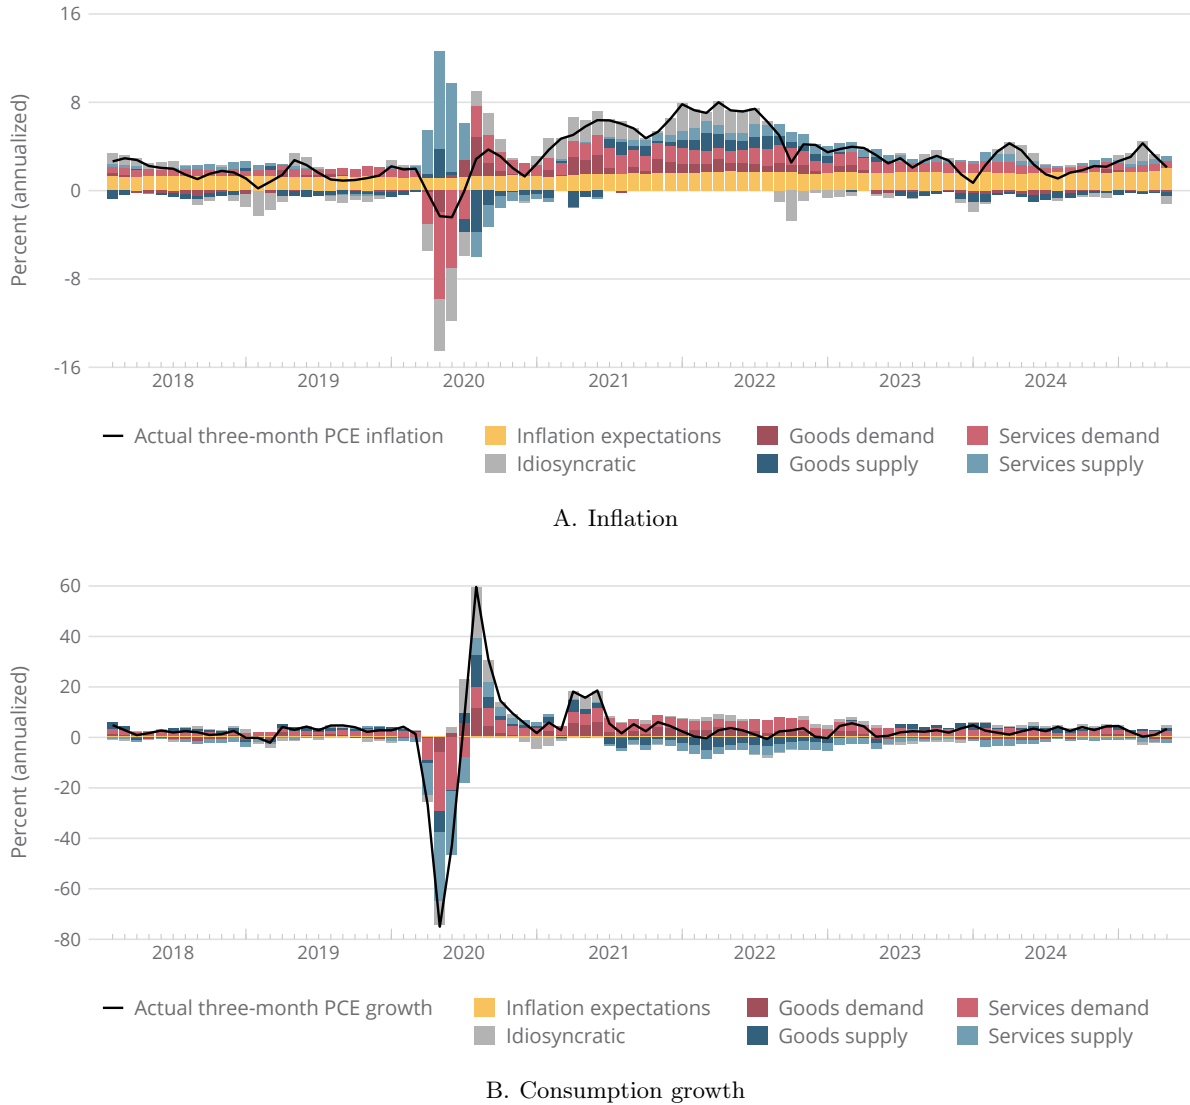 16
8
0
-8
-16
Percent (annualized)
2018 2019 2020 2021 2022 2023 2024
Actual three-month PCE inflation Inflation expectations Goods demand Services demand
Idiosyncratic Goods supply Services supply
A. Inflation
60
40
20
0
-20
-40
-60
-80
Percent (annualized)
2018 2019 2020 2021 2022 2023 2024
Actual three-month PCE growth Inflation expectations Goods demand Services demand
Idiosyncratic Goods supply Services supply
B. Consumption growth